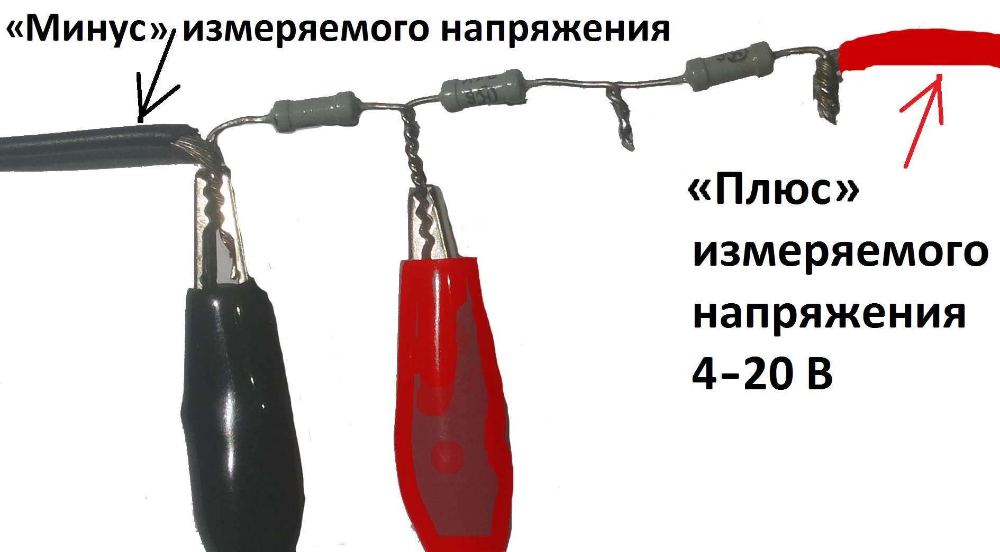 «Минус» измеряемого напряжения
«Плюс»
измеряемого
напряжения
4-20 В